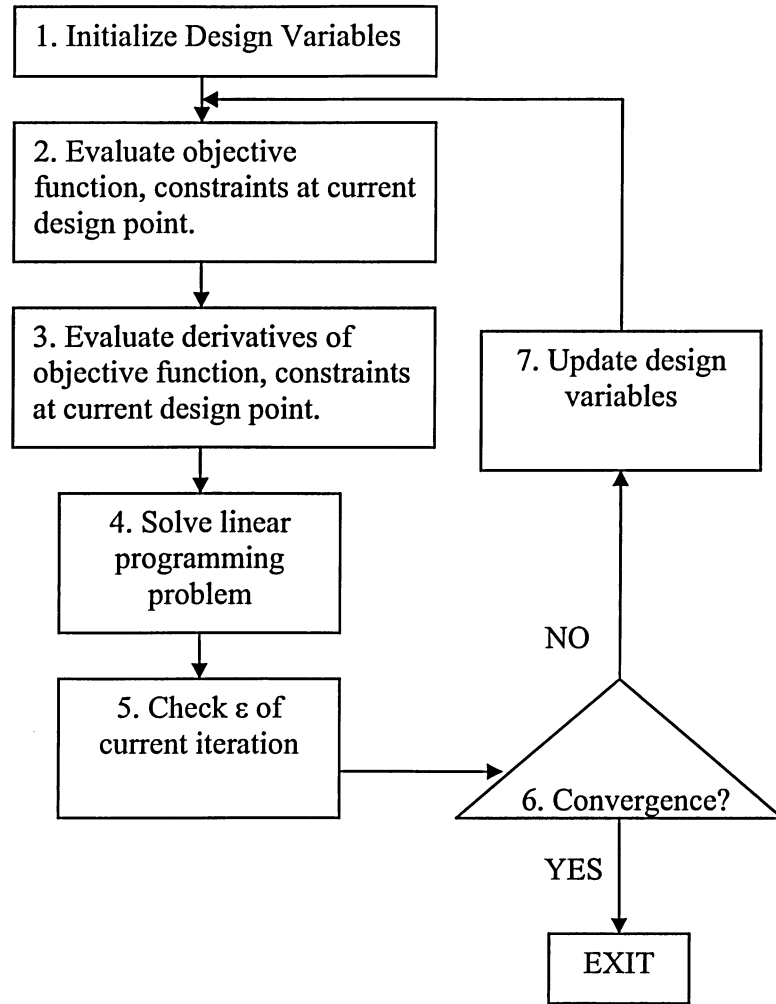 1. Initialize Design Variables
2. Evaluate objective
function, constraints at current
design point.
3. Evaluate derivatives of
objective function, constraints
at current design point.
4. Solve linear
programming
problem
5. Check ε of
current iteration
6. Convergence?
NO
7. Update design
variables
YES
EXIT